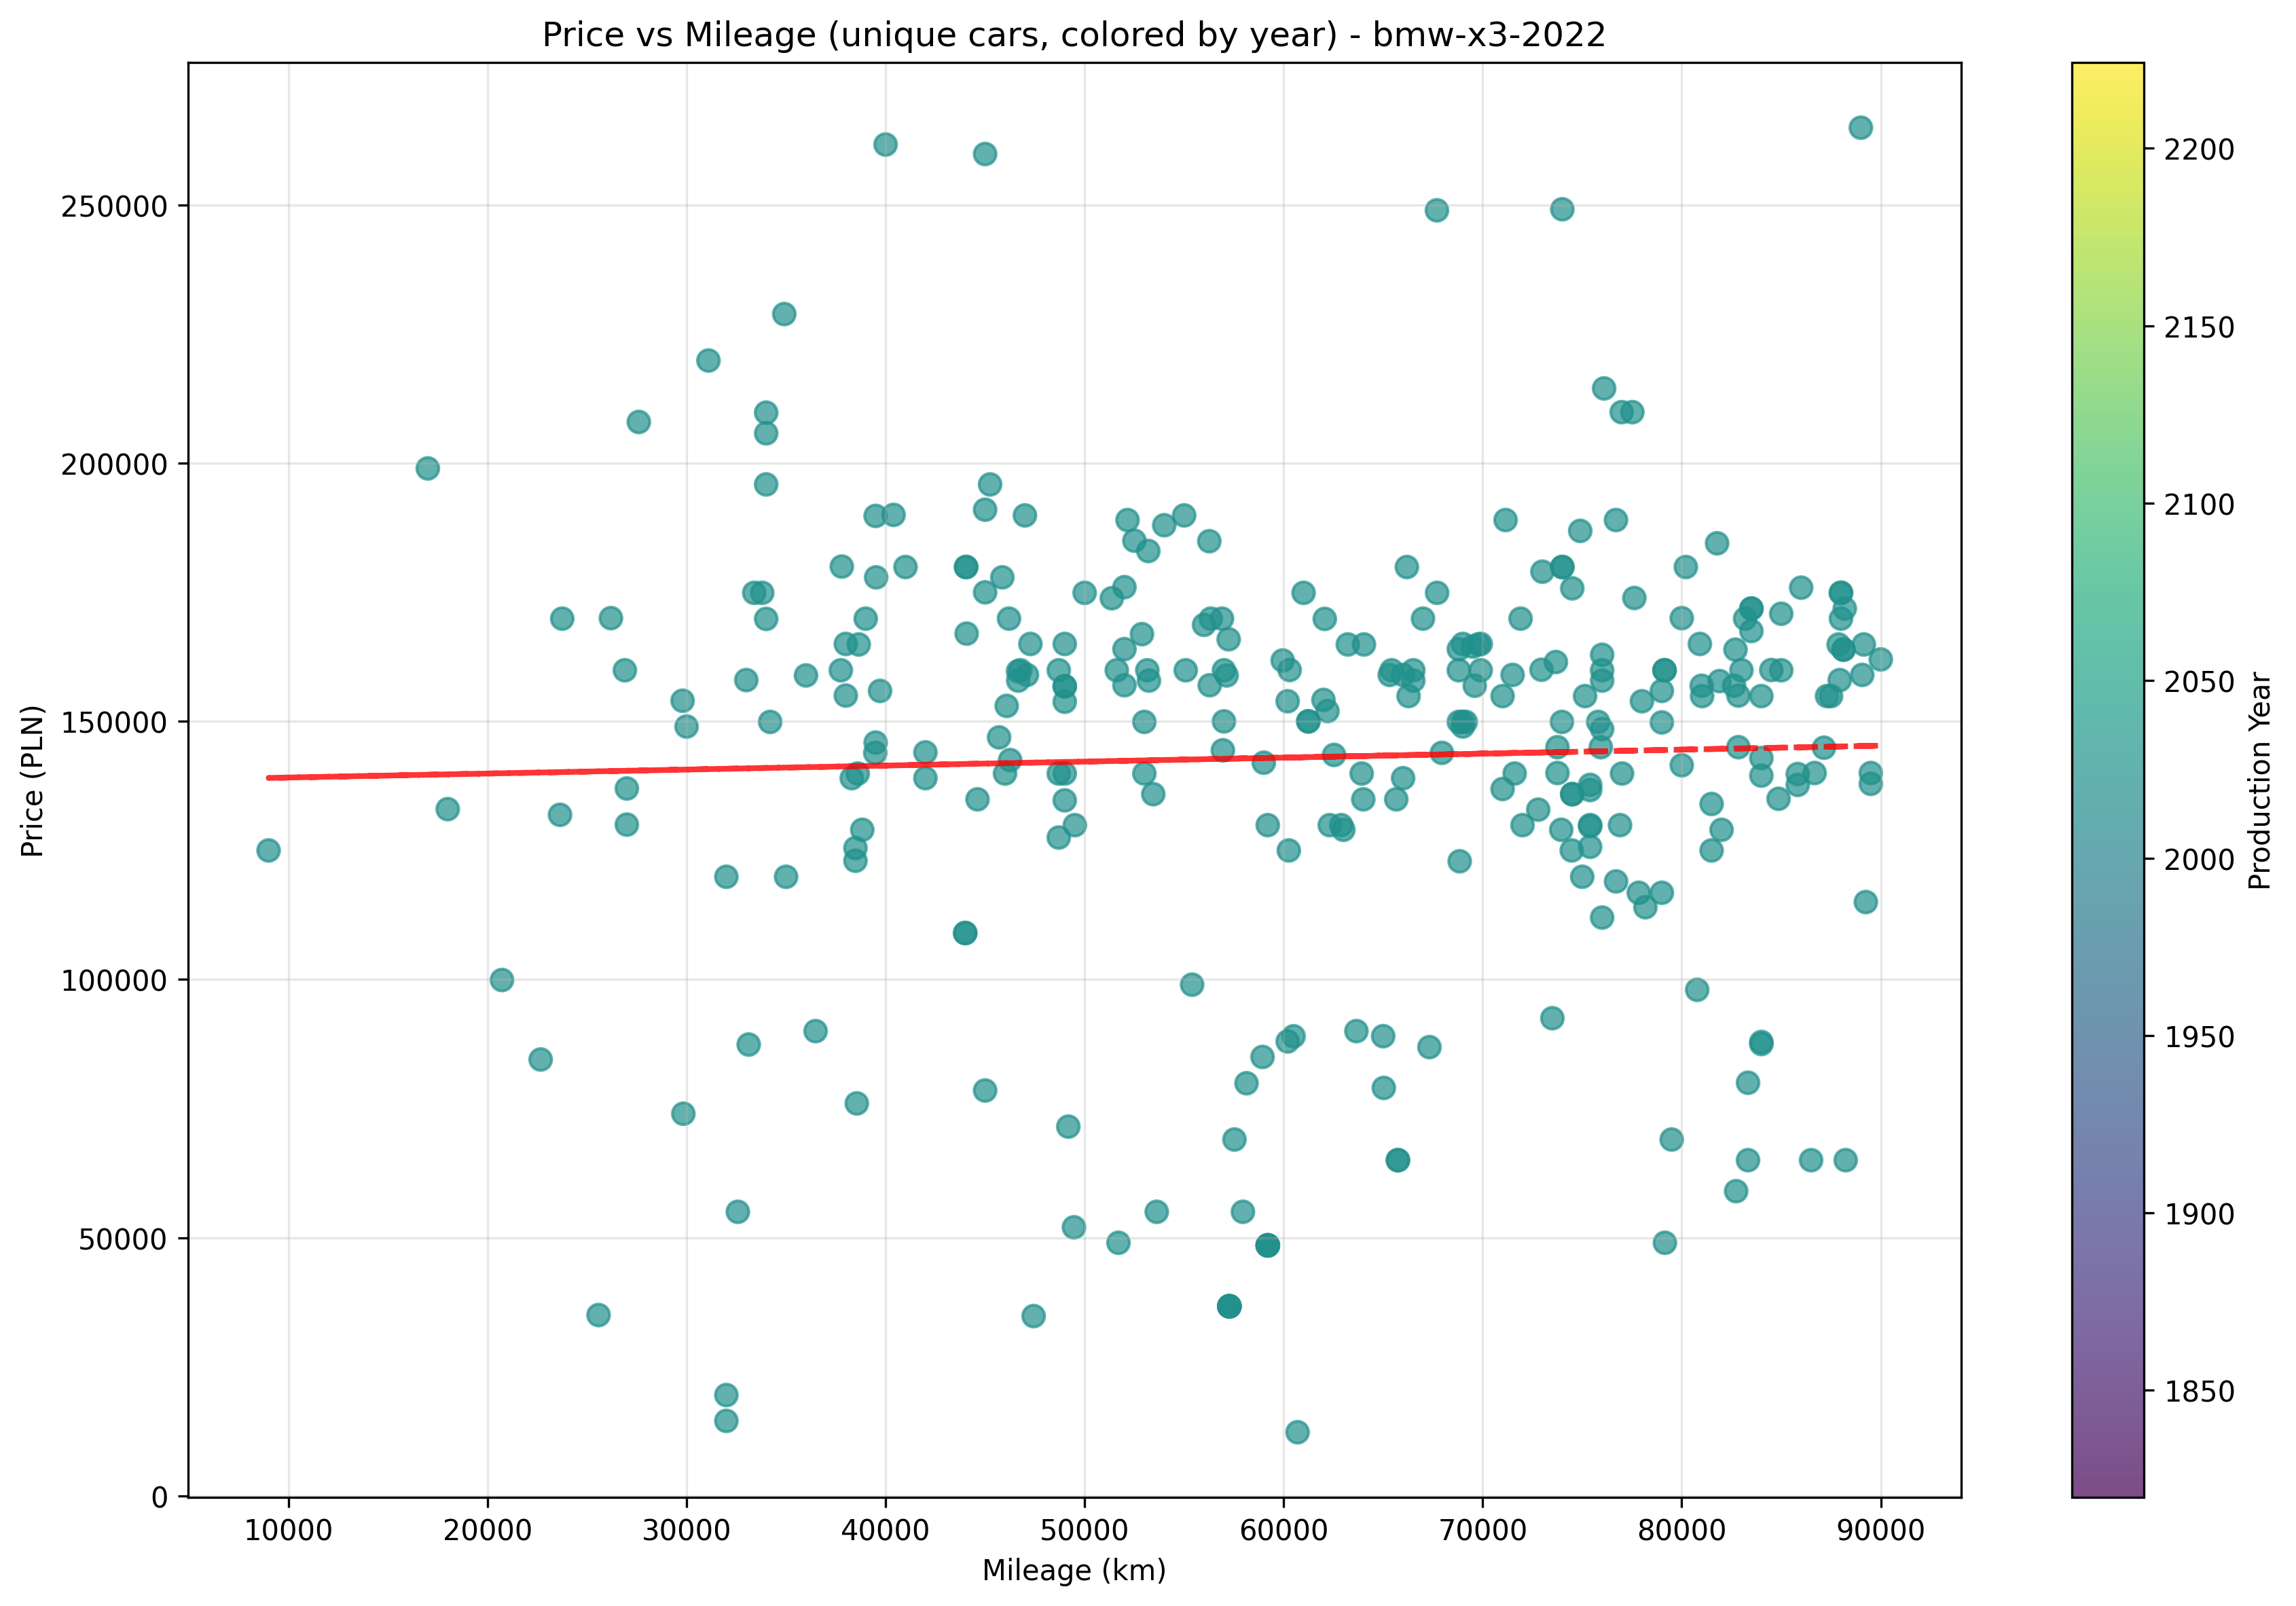 Price vs Mileage (unique cars, colored by year) - bmw-x3-2022
Price (PLN)
250000
200000
150000
100000
50000
0
10000 20000 30000 40000 50000 60000 70000 80000 90000
Mileage (km)
2200
2150
2100
2050
2000
1950
1900
1850
Production Year